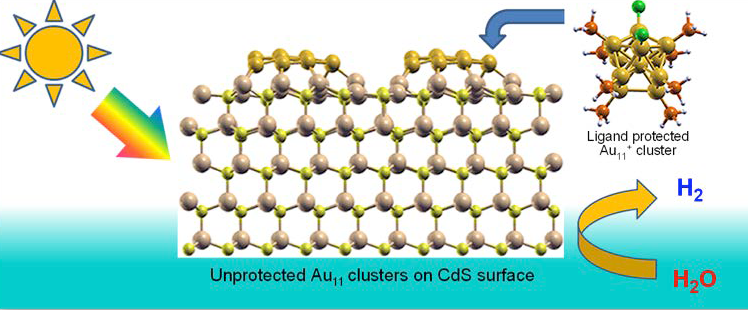 Ligand protected
Au₁₁⁺ cluster
H₂
Unprotected Au₁₁ clusters on CdS surface
H₂O